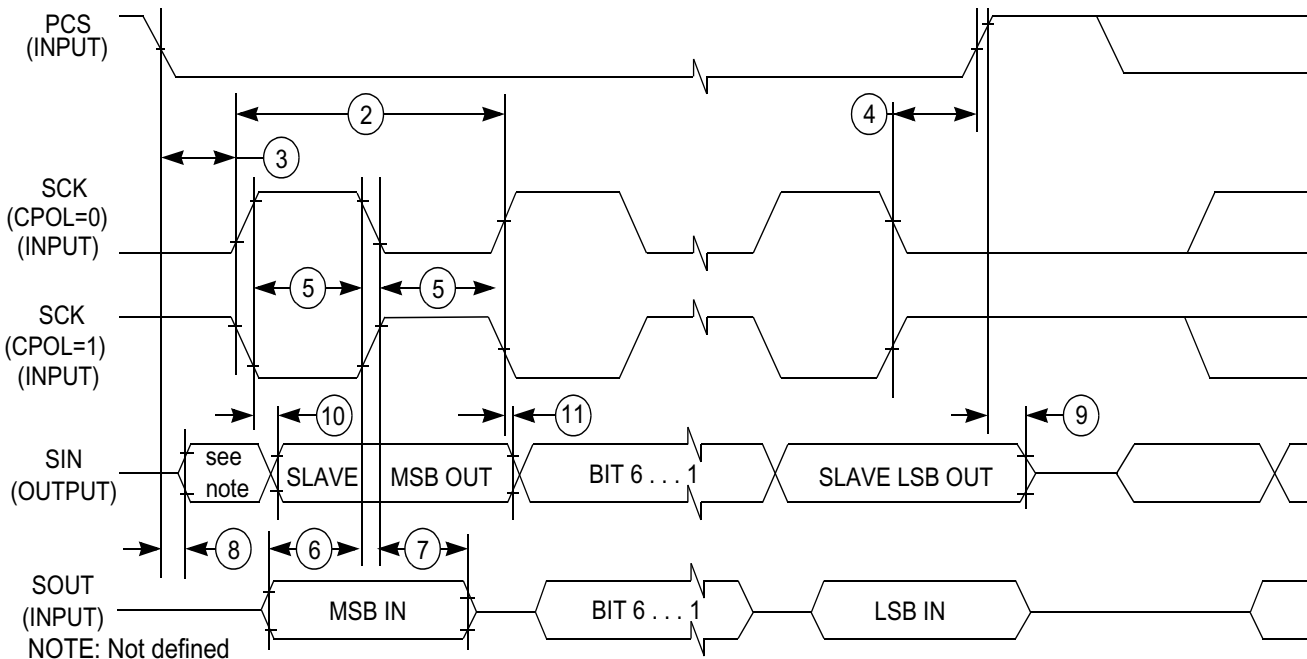 PCS
(INPUT)
2
4
3
SCK
(CPOL=0)
(INPUT)
5
5
SCK
(CPOL=1)
(INPUT)
10
11
9
SIN
(OUTPUT)
see
note
SLAVE
MSB OUT
BIT 6 . . . 1
SLAVE LSB OUT
8
6
7
SOUT
(INPUT)
MSB IN
BIT 6 . . . 1
LSB IN
NOTE: Not defined